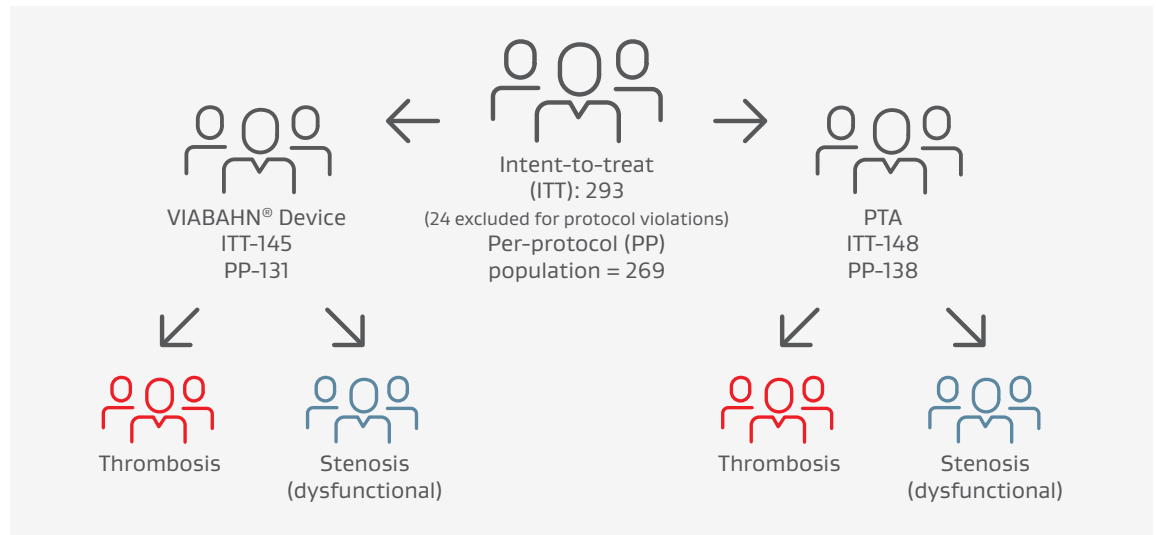 Intent-to-treat
(ITT): 293
(24 excluded for protocol violations)
Per-protocol (PP)
population = 269
VIABAHN® Device
ITT-145
PP-131
PTA
ITT-148
PP-138
Thrombosis
Stenosis
(dysfunctional)
Thrombosis
Stenosis
(dysfunctional)